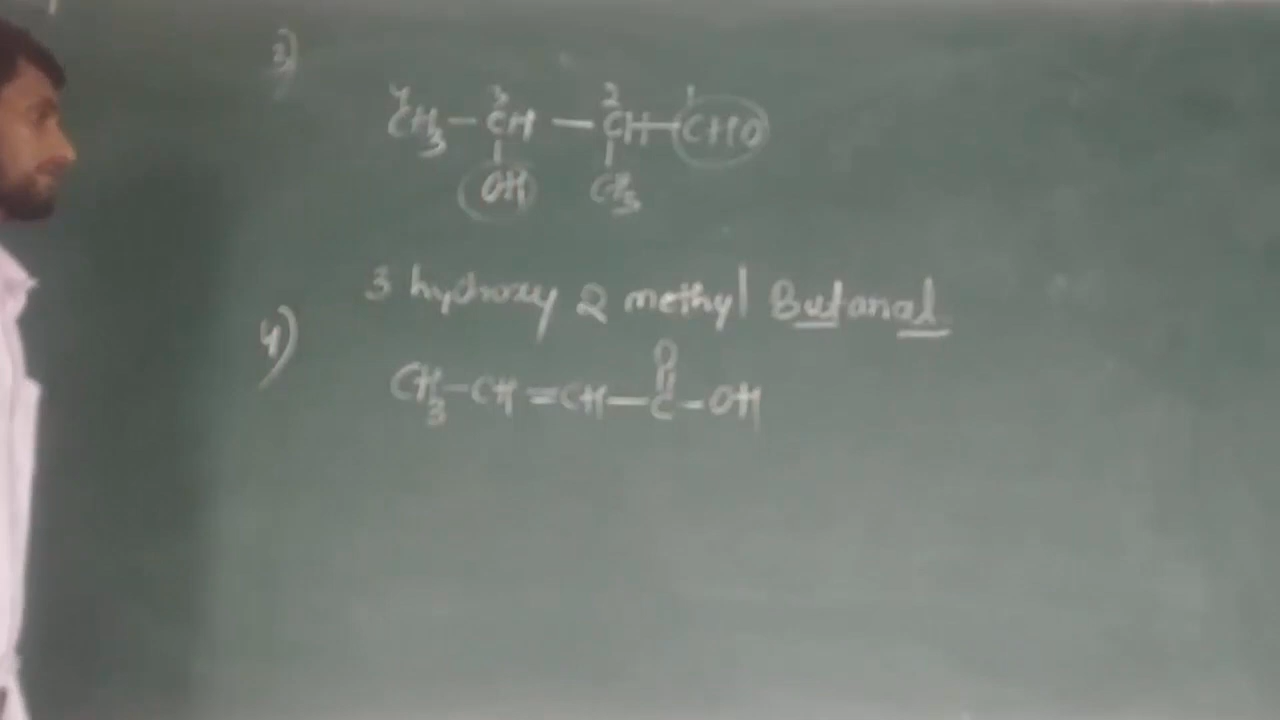 3)
4 3 2 1
CH3 – CH — CH — CHO
OH CH3
3 hydroxy 2 methyl Butanal
4)
O
CH3 – CH = CH — C – OH